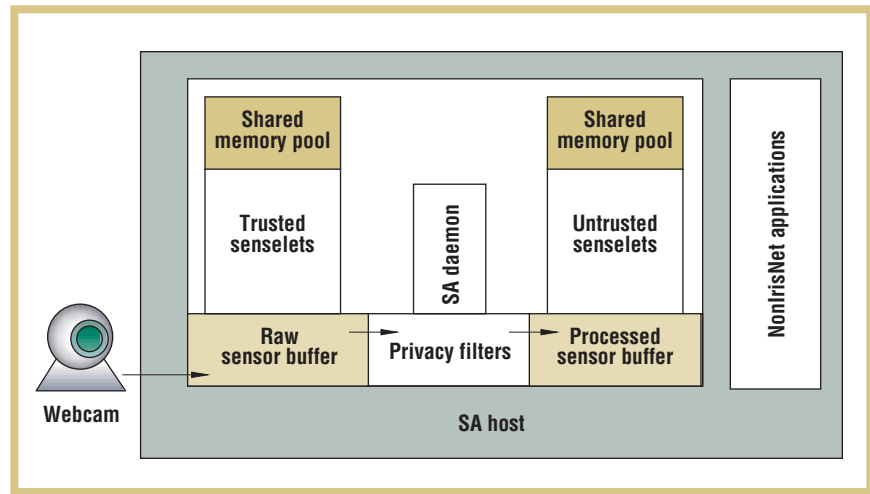 Shared
memory pool
Shared
memory pool
Trusted
senselets
SA daemon
Untrusted
senselets
NonIrisNet applications
Raw
sensor buffer
Privacy filters
Processed
sensor buffer
Webcam
SA host